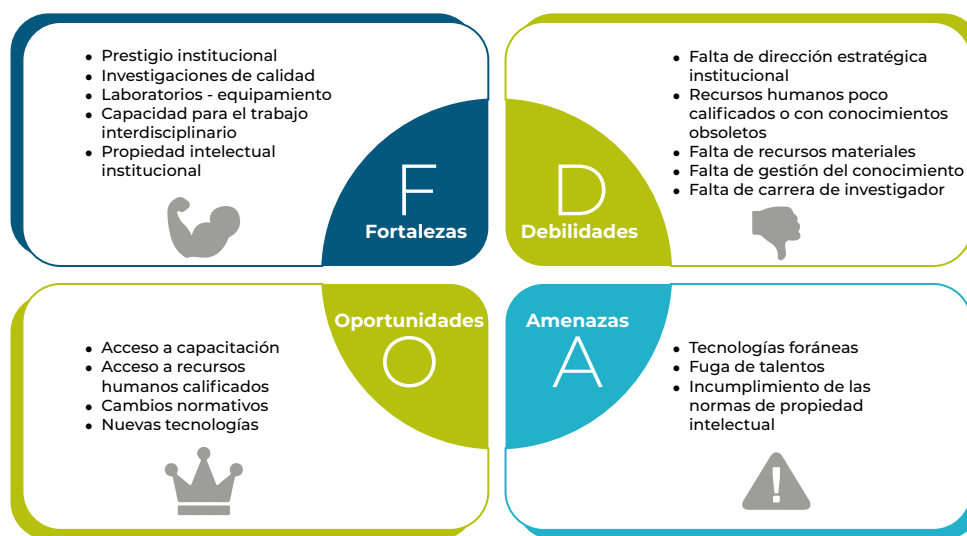 • Prestigio institucional
• Investigaciones de calidad
• Laboratorios - equipamiento
• Capacidad para el trabajo
interdisciplinario
• Propiedad intelectual
institucional
F
Fortalezas
• Falta de dirección estratégica
institucional
• Recursos humanos poco
calificados o con conocimientos
obsoletos
• Falta de recursos materiales
• Falta de gestión del conocimiento
• Falta de carrera de investigador
D
Debilidades
Oportunidades
O
• Acceso a capacitación
• Acceso a recursos
humanos calificados
• Cambios normativos
• Nuevas tecnologías
Amenazas
A
• Tecnologías foráneas
• Fuga de talentos
• Incumplimiento de las
normas de propiedad
intelectual